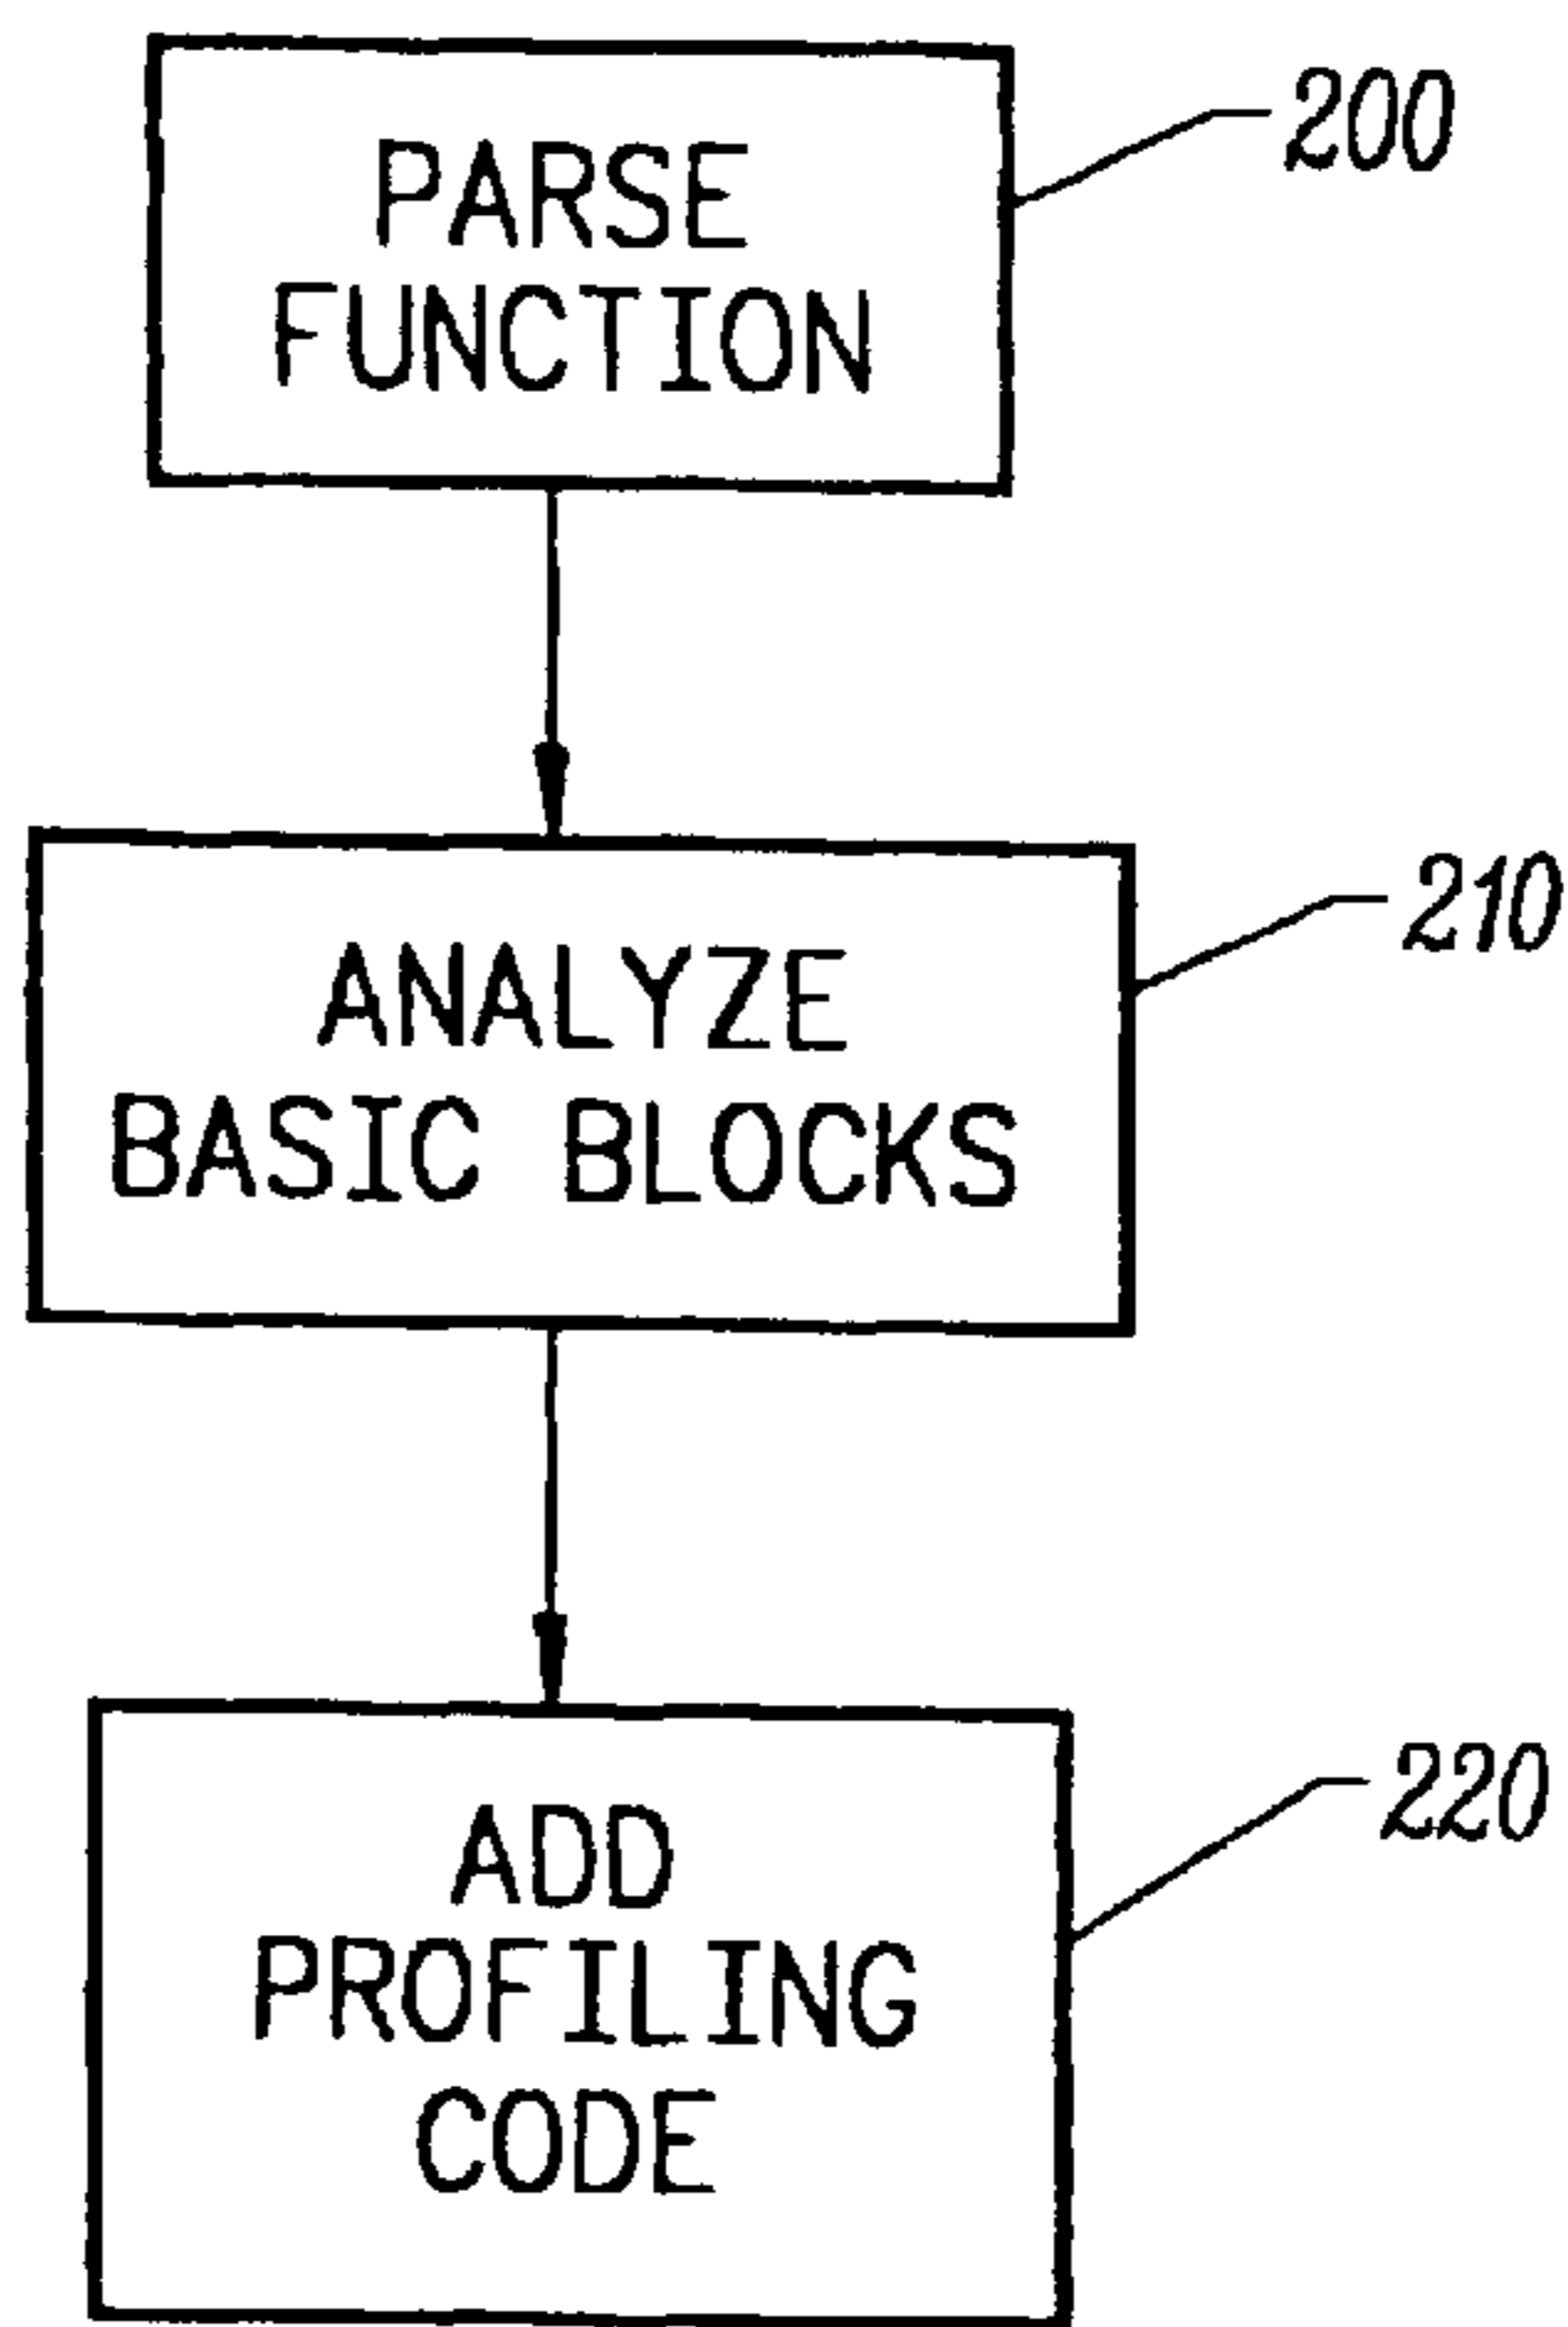 PARSE
FUNCTION
200
ANALYZE
BASIC BLOCKS
210
ADD
PROFILING
CODE
220